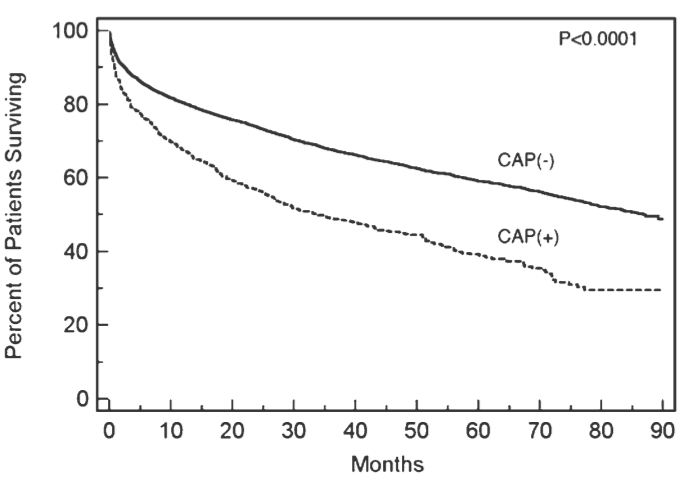 100
80
60
40
20
0
Percent of Patients Surviving
P<0.0001
CAP(-)
CAP(+)
0 10 20 30 40 50 60 70 80 90
Months